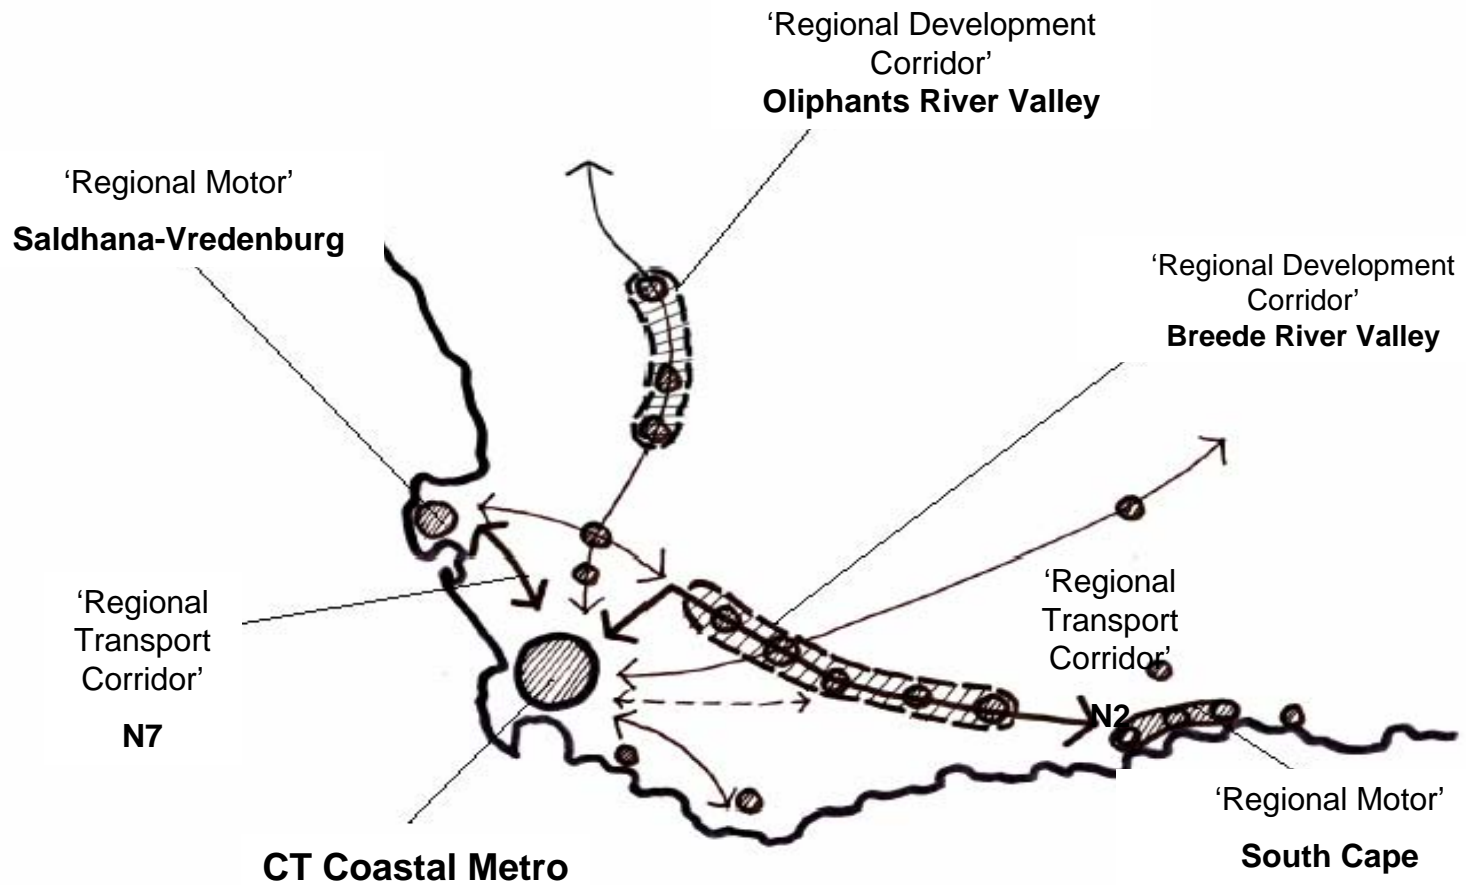 ‘Regional Development
Corridor’
Oliphants River Valley
‘Regional Motor’
Saldhana-Vredenburg
‘Regional Development
Corridor’
Breede River Valley
‘Regional
Transport
Corridor’
N7
‘Regional
Transport
Corridor’
N2
CT Coastal Metro
‘Regional Motor’
South Cape